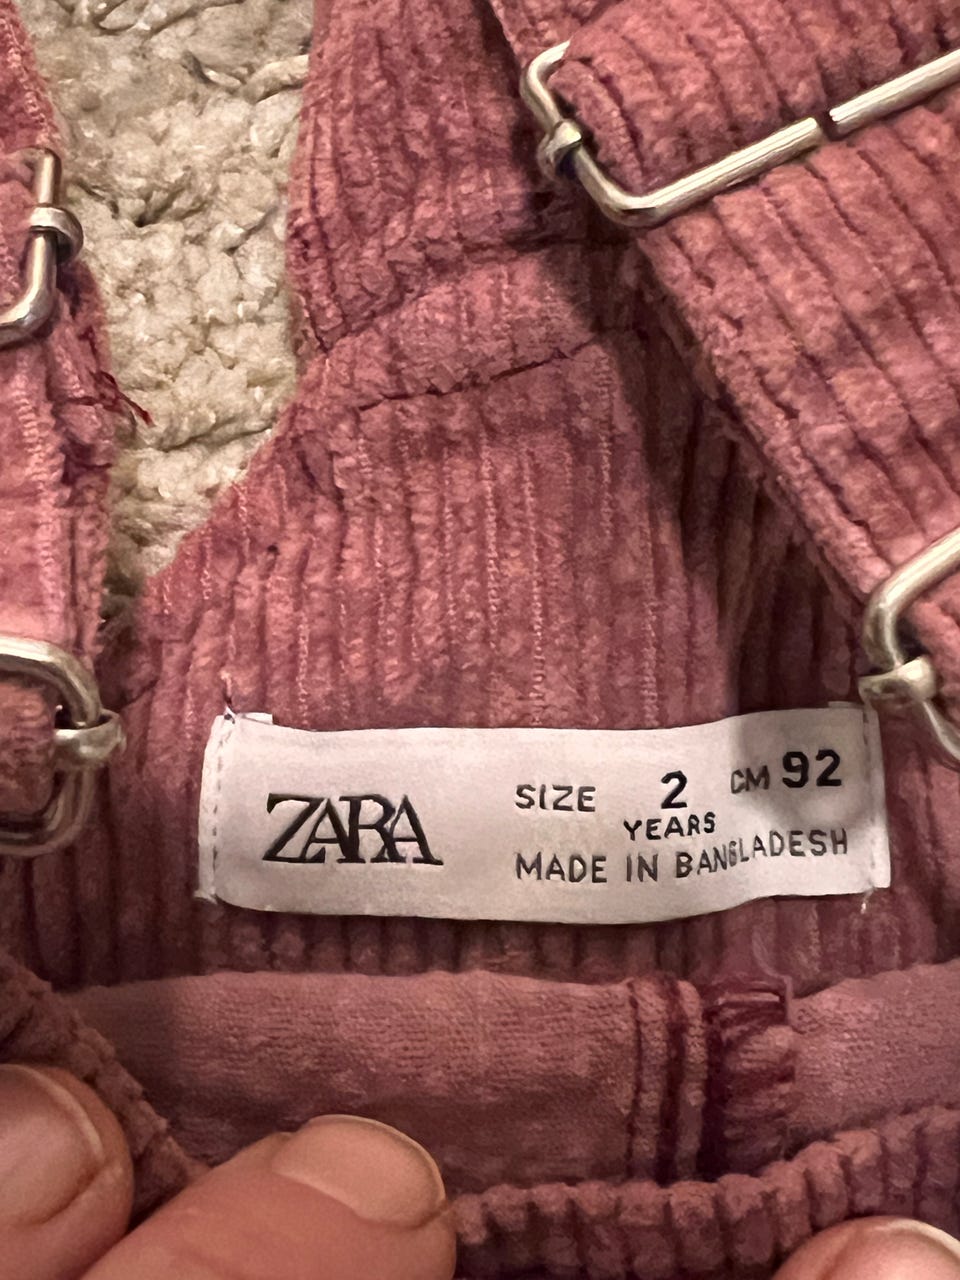 ZARA
SIZE 2 CM 92
YEARS
MADE IN BANGLADESH